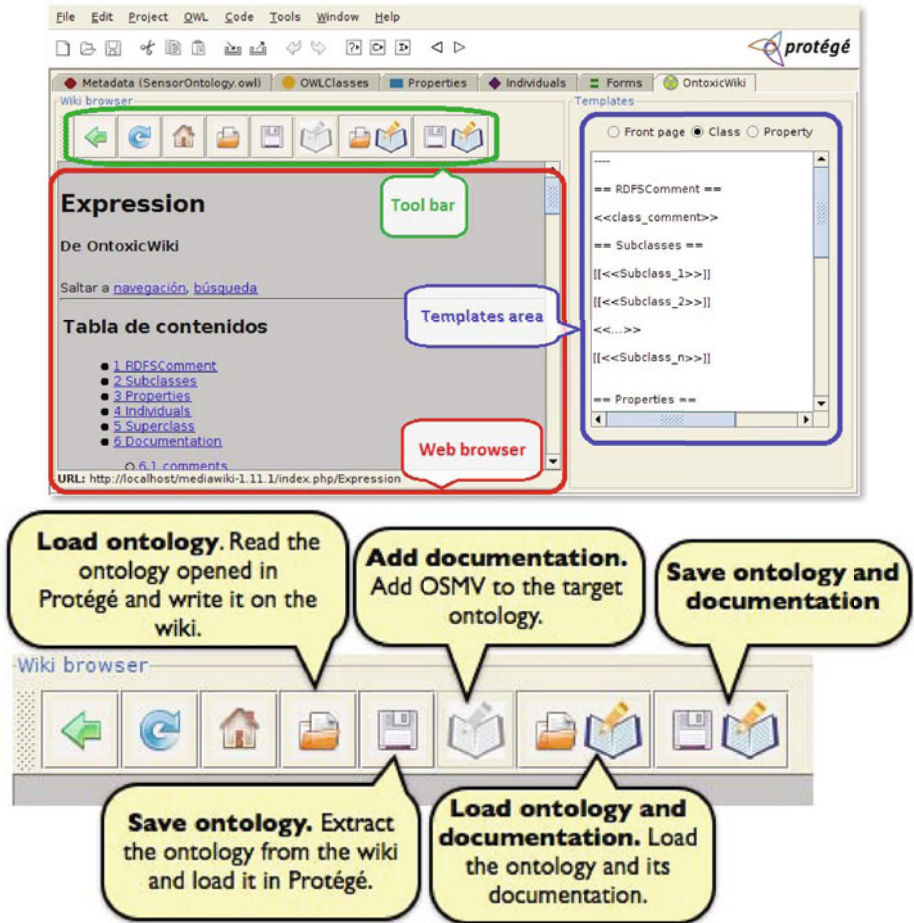 File Edit Project OWL Code Tools Window Help
protégé
Metadata (SensorOntology.owl) OWLClasses Properties Individuals Forms OntoxicWiki
Wiki browser
Templates
Front page Class Property
Tool bar
Expression
De OntoxicWiki
Saltar a navegación, búsqueda
Tabla de contenidos
1 RDFSComment
2 Subclasses
3 Properties
4 Individuals
5 Superclass
6 Documentation
6.1 comments
URL: http://localhost/mediawiki-1.11.1/index.php/Expression
Templates area
Web browser
----
== RDFSComment ==
<<class_comment>>
== Subclasses ==
[[<<Subclass_1>>]]
[[<<Subclass_2>>]]
<<...>>
[[<<Subclass_n>>]]
== Properties ==
Load ontology. Read the
ontology opened in
Protégé and write it on the
wiki.
Add documentation.
Add OSMV to the target
ontology.
Save ontology and
documentation
Wiki browser
Save ontology. Extract
the ontology from the wiki
and load it in Protégé.
Load ontology and
documentation. Load
the ontology and its
documentation.